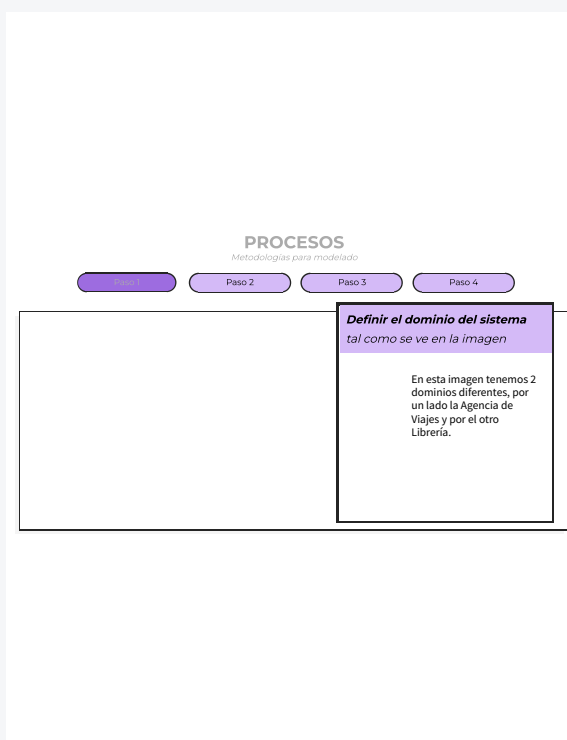 PROCESOS
Metodologías para modelado
Paso 1
Paso 2
Paso 3
Paso 4
Definir el dominio del sistema
tal como se ve en la imagen
En esta imagen tenemos 2
dominios diferentes, por
un lado la Agencia de
Viajes y por el otro
Librería.